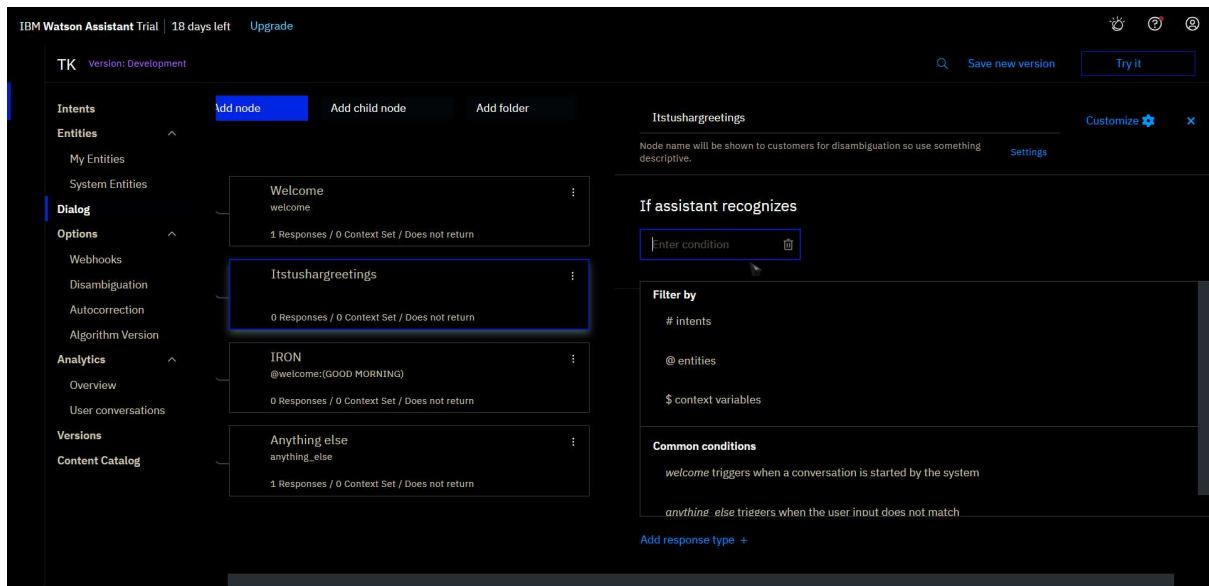 IBM Watson Assistant Trial | 18 days left Upgrade
TK Version: Development
Save new version
Try it
Intents
Entities
My Entities
System Entities
Dialog
Options
Webhooks
Disambiguation
Autocorrection
Algorithm Version
Analytics
Overview
User conversations
Versions
Content Catalog
Add node Add child node Add folder
Welcome
welcome
1 Responses / 0 Context Set / Does not return
Itstushargreetings
0 Responses / 0 Context Set / Does not return
IRON
@welcome:(GOOD MORNING)
0 Responses / 0 Context Set / Does not return
Anything else
anything_else
1 Responses / 0 Context Set / Does not return
Itstushargreetings
Customize
Node name will be shown to customers for disambiguation so use something
descriptive.
Settings
If assistant recognizes
Enter condition
Filter by
# intents
@ entities
$ context variables
Common conditions
welcome triggers when a conversation is started by the system
anything_else triggers when the user input does not match
Add response type +